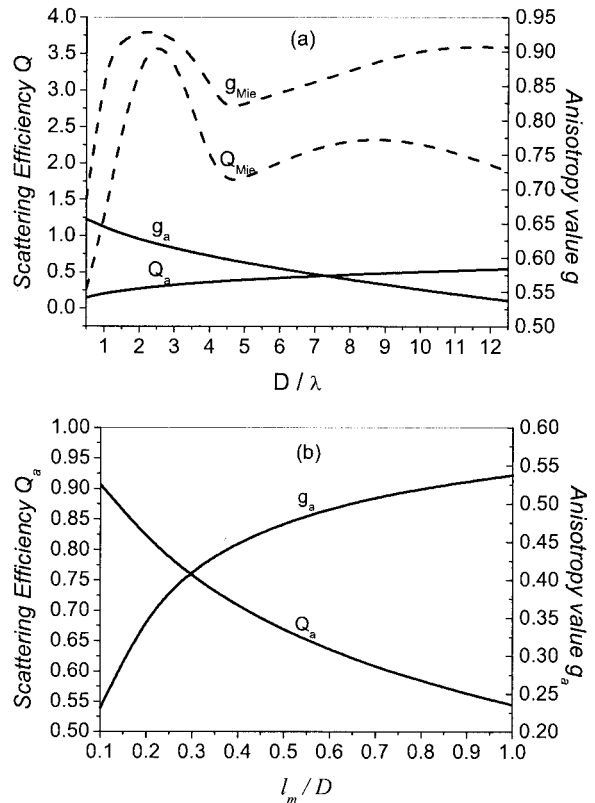 (a)
Scattering Efficiency Q
4.0
3.5
3.0
2.5
2.0
1.5
1.0
0.5
0.0
g_Mie
Q_Mie
g_a
Q_a
0.95
0.90
0.85
0.80
0.75
0.70
0.65
0.60
0.55
0.50
Anisotropy value g
1 2 3 4 5 6 7 8 9 10 11 12
D / λ
(b)
Scattering Efficiency Q_a
1.00
0.95
0.90
0.85
0.80
0.75
0.70
0.65
0.60
0.55
0.50
g_a
Q_a
0.60
0.55
0.50
0.45
0.40
0.35
0.30
0.25
0.20
Anisotropy value g_a
0.1 0.2 0.3 0.4 0.5 0.6 0.7 0.8 0.9 1.0
l_m / D